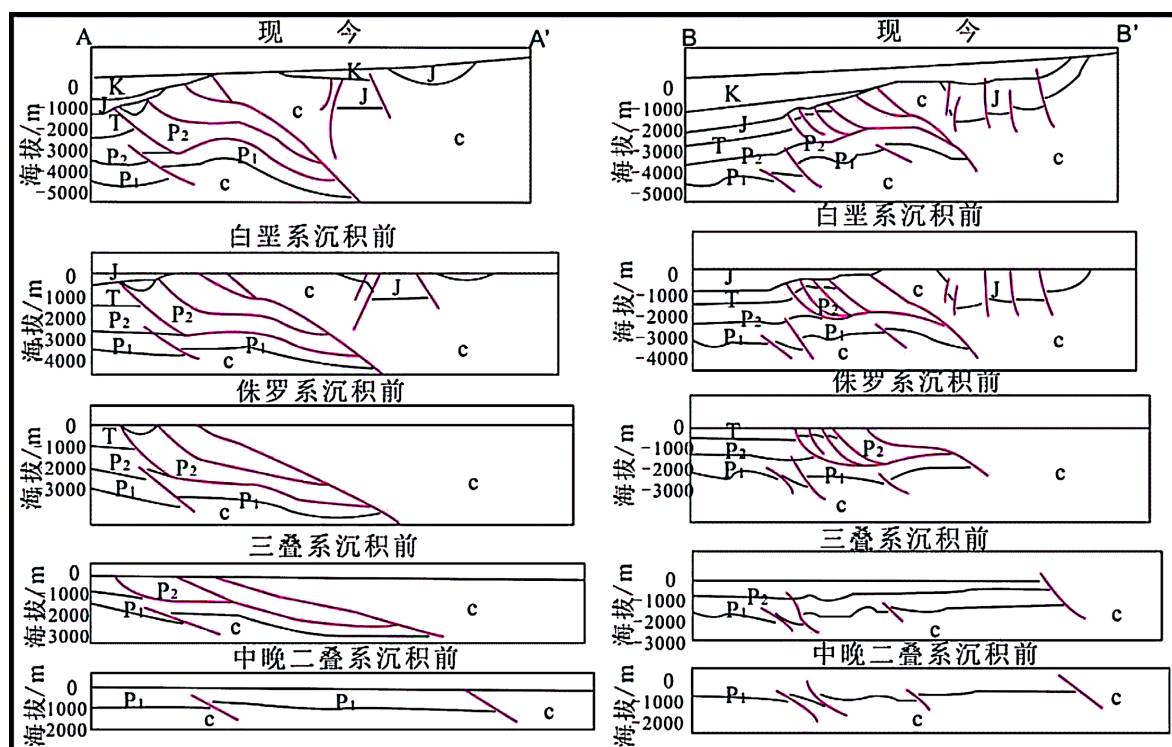 A 现今 A'
海拔/m
0
-1000
-2000
-3000
-4000
-5000
K
J
T
P₂
P₁
P₂
P₁
c
c
K
J
J
c
白垩系沉积前
海拔/m
0
1000
2000
-3000
4000
J
T
P₂
P₁
P₂
P₁
c
c
J
c
侏罗系沉积前
海拔/m
0
1000
2000
3000
T
P₂
P₁
P₂
P₁
c
c
三叠系沉积前
海拔/m
0
1000
2000
3000
P₂
P₁
c
c
中晚二叠系沉积前
海拔/m
0
1000
2000
P₁
P₁
c
c
B 现今 B'
海拔/m
0
-1000
-2000
-3000
-4000
-5000
K
J
T
P₂
P₁
P₂
P₁
c
c
J
c
白垩系沉积前
海拔/m
0
-1000
-2000
-3000
-4000
J
T
P₂
P₁
P₂
P₁
c
c
J
c
侏罗系沉积前
海拔/m
0
-1000
-2000
-3000
T
P₂
P₁
P₂
P₁
c
c
三叠系沉积前
海拔/m
0
-1000
-2000
-3000
P₂
P₁
c
c
中晚二叠系沉积前
海拔/m
0
-1000
-2000
P₁
c
c